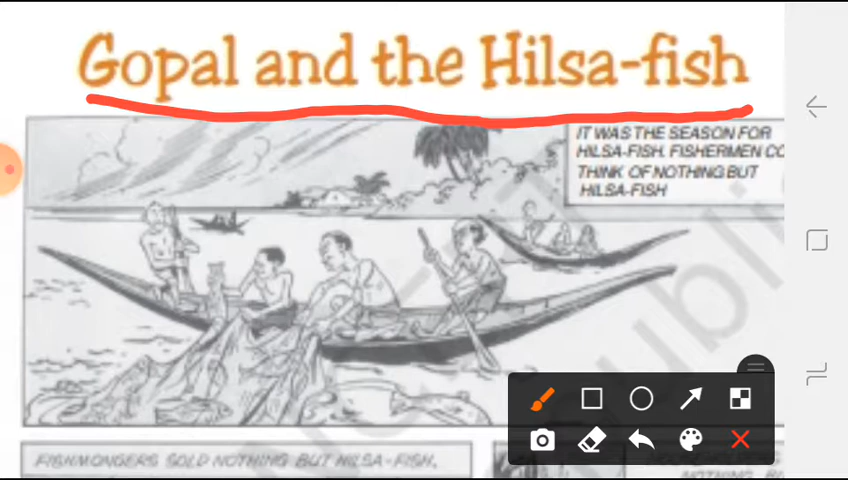 Gopal and the Hilsa-fish
IT WAS THE SEASON FOR
HILSA-FISH. FISHERMEN CO
THINK OF NOTHING BUT
HILSA-FISH
FISHMONGERS SOLD NOTHING BUT HILSA-FISH.
NOTHING